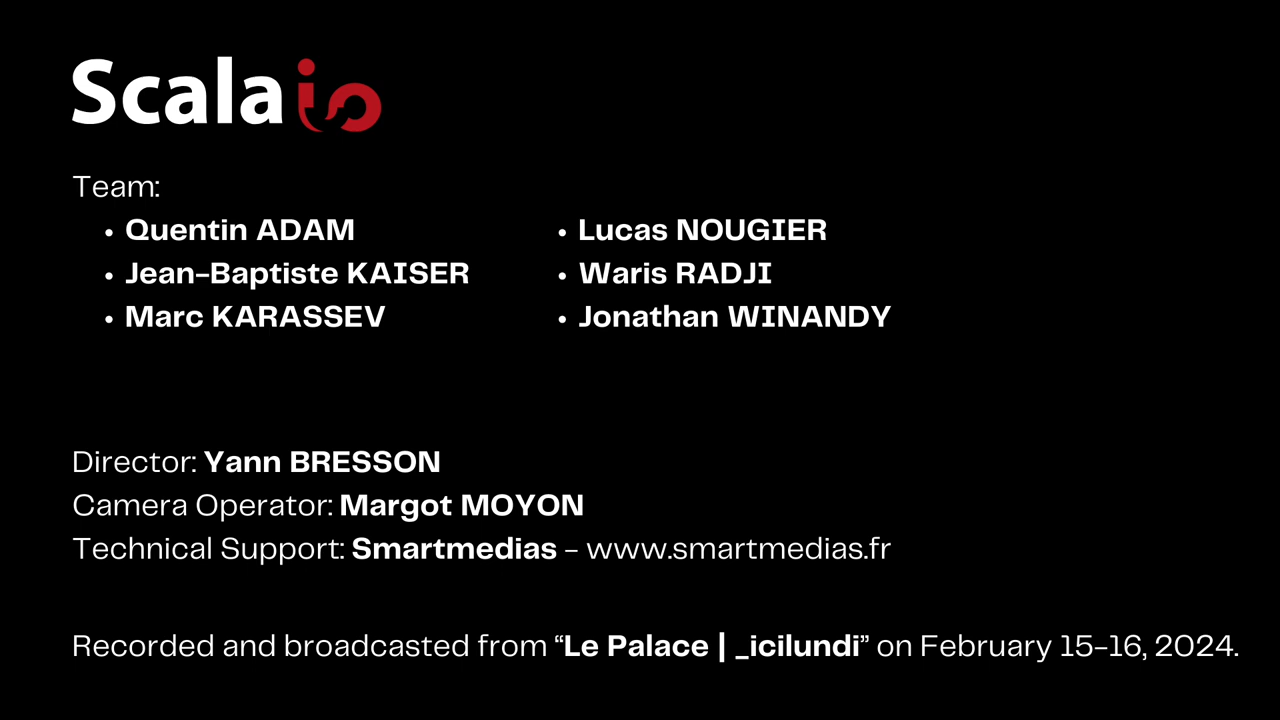 Scala io
Team:
• Quentin ADAM
• Jean-Baptiste KAISER
• Marc KARASSEV
• Lucas NOUGIER
• Waris RADJI
• Jonathan WINANDY
Director: Yann BRESSON
Camera Operator: Margot MOYON
Technical Support: Smartmedias - www.smartmedias.fr
Recorded and broadcasted from “Le Palace | _icilundi” on February 15-16, 2024.